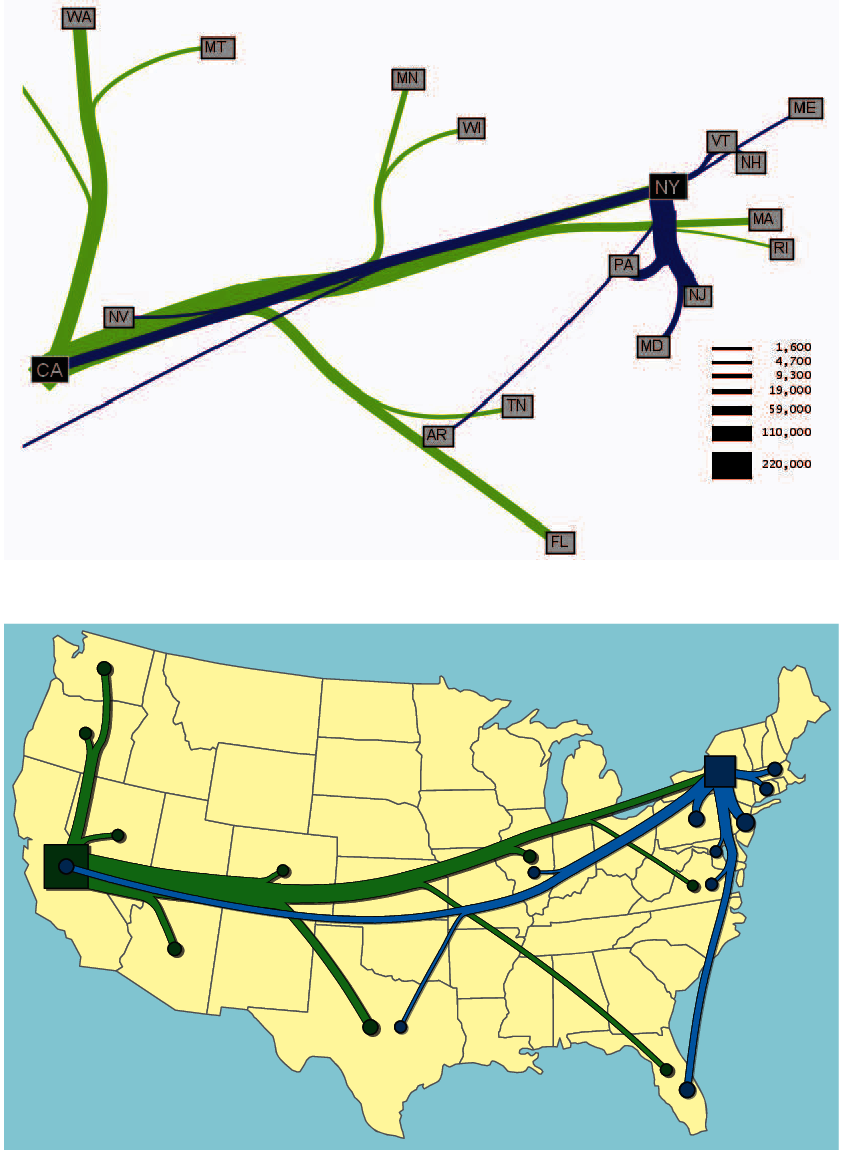 WA
MT
MN
WI
ME
VT
NH
NY
MA
RI
PA
NJ
NV
MD
CA
TN
AR
FL
1,600
4,700
9,300
19,000
59,000
110,000
220,000